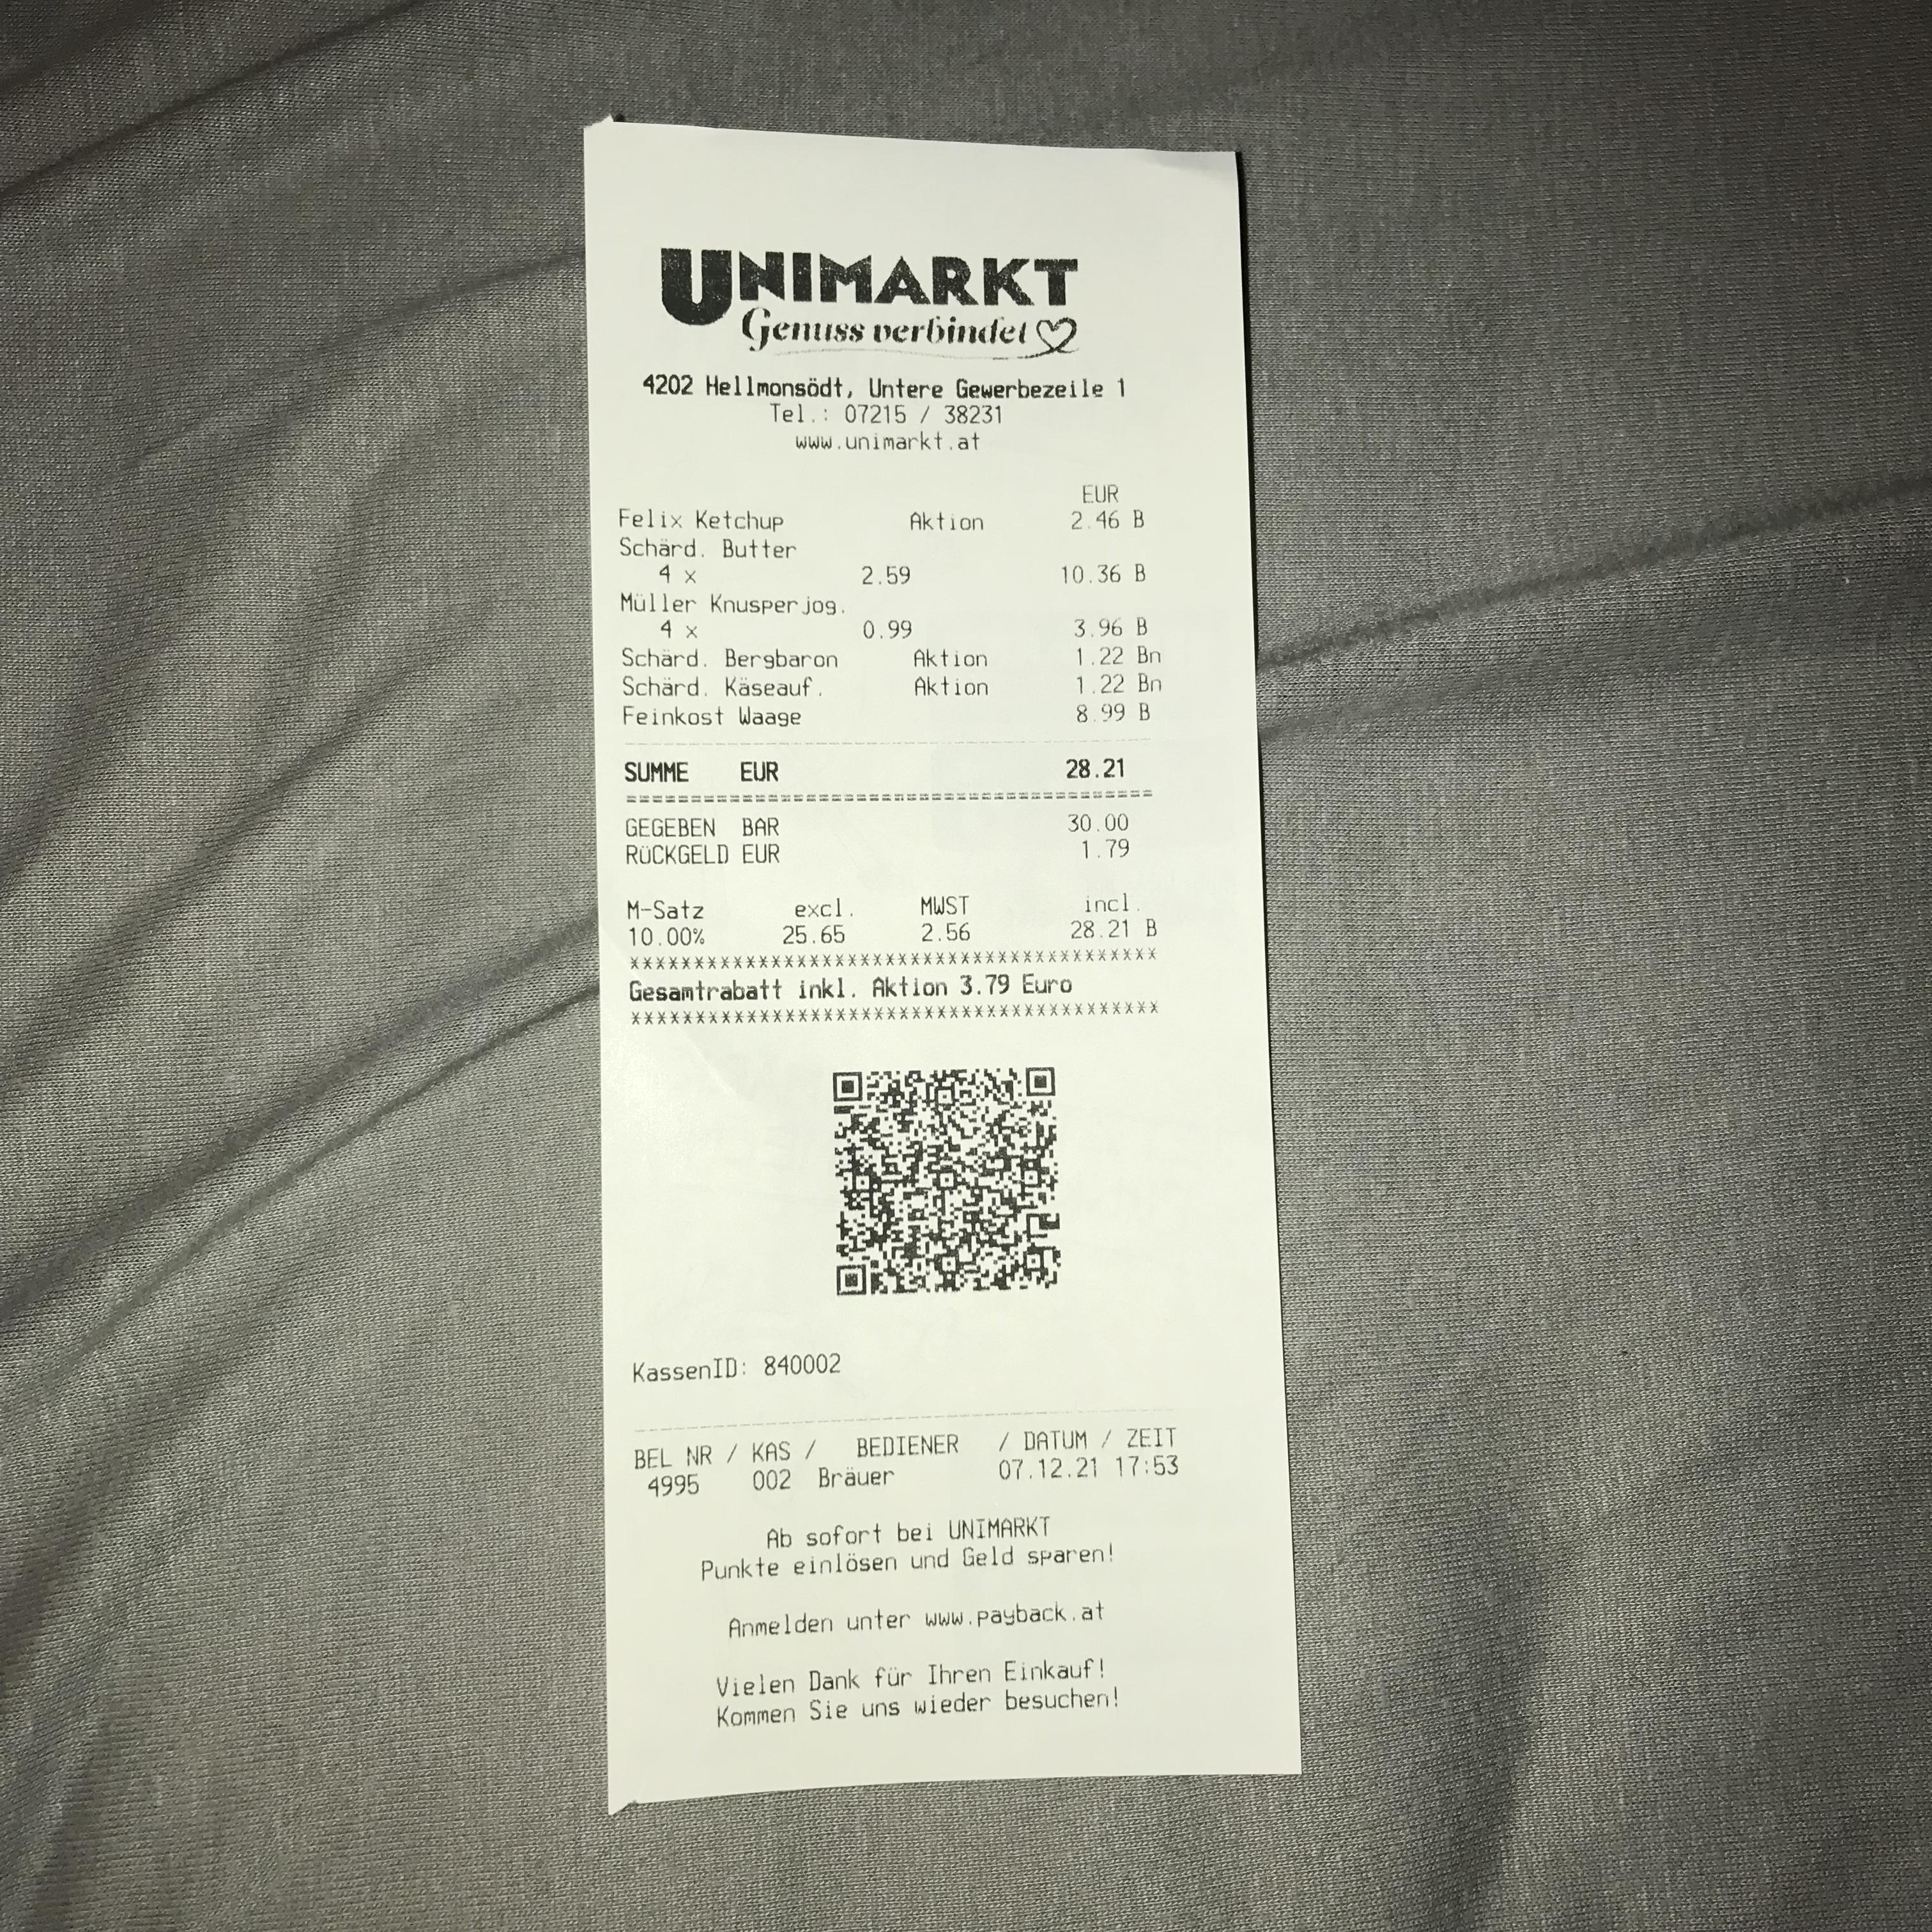 UNIMARKT
Genuss verbindet
4202 Hellmonsödt, Untere Gewerbezeile 1
Tel.: 07215 / 38231
www.unimarkt.at
EUR
Felix Ketchup Aktion 2.46 B
Schärd. Butter
4 x 2.59 10.36 B
Müller Knusperjog.
4 x 0.99 3.96 B
Schärd. Bergbaron Aktion 1.22 Bn
Schärd. Käseauf. Aktion 1.22 Bn
Feinkost Waage 8.99 B
SUMME EUR 28.21
=========================================
GEGEBEN BAR 30.00
RÜCKGELD EUR 1.79
M-Satz excl. MWST incl.
10.00% 25.65 2.56 28.21 B
*****************************************
Gesamtrabatt inkl. Aktion 3.79 Euro
*****************************************
KassenID: 840002
BEL NR / KAS / BEDIENER / DATUM / ZEIT
4995 002 Bräuer 07.12.21 17:53
Ab sofort bei UNIMARKT
Punkte einlösen und Geld sparen!
Anmelden unter www.payback.at
Vielen Dank für Ihren Einkauf!
Kommen Sie uns wieder besuchen!